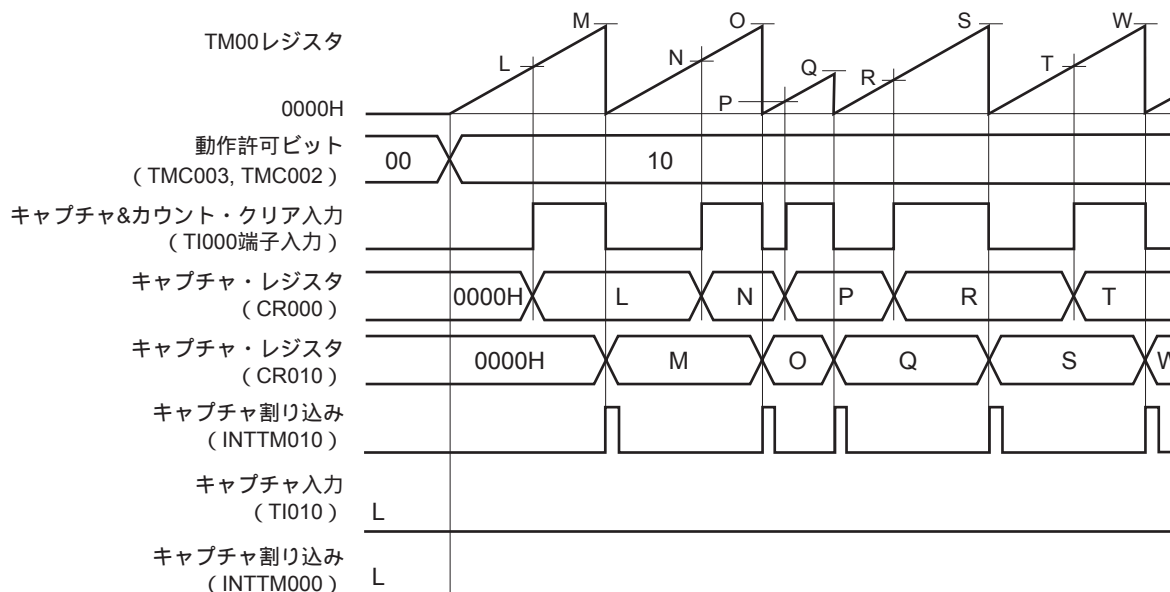 M
O
S
W
TM00レジスタ
L
N
Q
R
T
P
0000H
動作許可ビット
（TMC003, TMC002）
00
10
キャプチャ&カウント・クリア入力
（TI000端子入力）
キャプチャ・レジスタ
（CR000）
0000H
L
N
P
R
T
キャプチャ・レジスタ
（CR010）
0000H
M
O
Q
S
W
キャプチャ割り込み
（INTTM010）
キャプチャ入力
（TI010）
L
キャプチャ割り込み
（INTTM000）
L